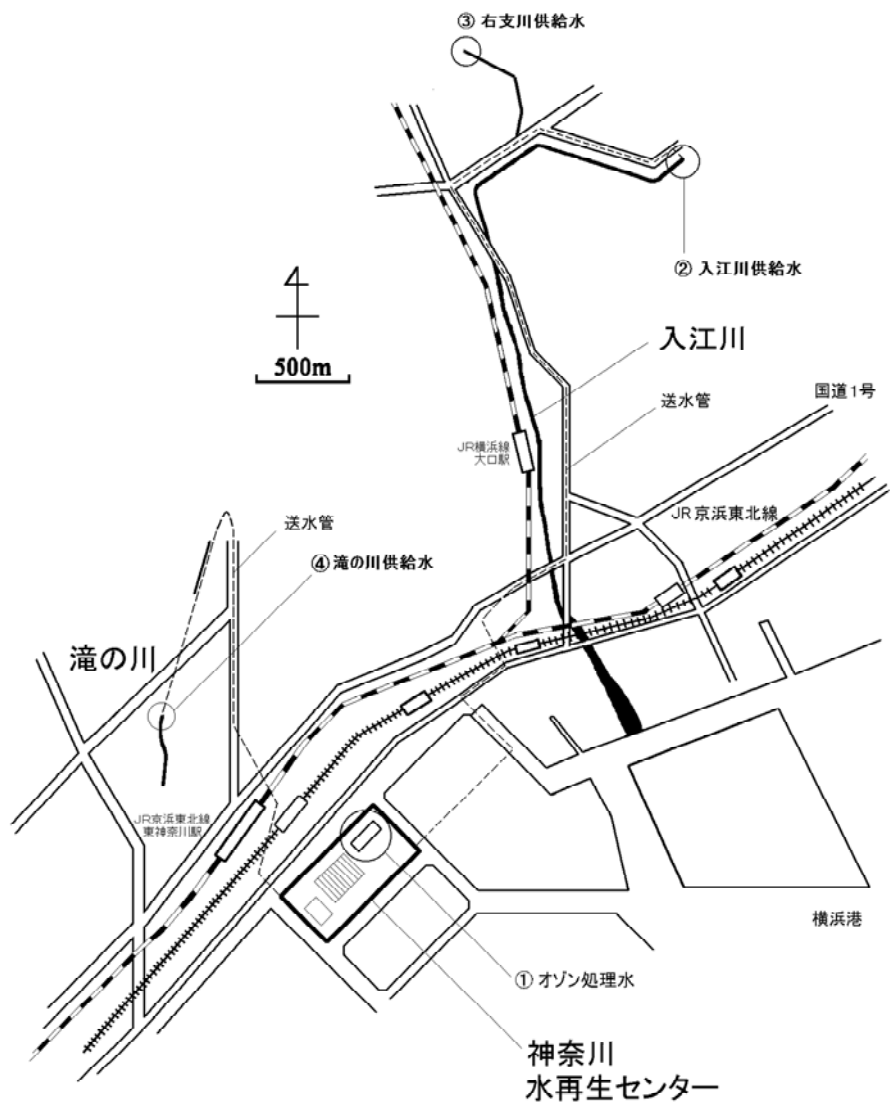 ③ 右支川供給水
② 入江川供給水
500m
入江川
国道1号
送水管
JR横浜線
大口駅
JR京浜東北線
送水管
④滝の川供給水
滝の川
JR京浜東北線
東神奈川駅
横浜港
① オゾン処理水
神奈川
水再生センター